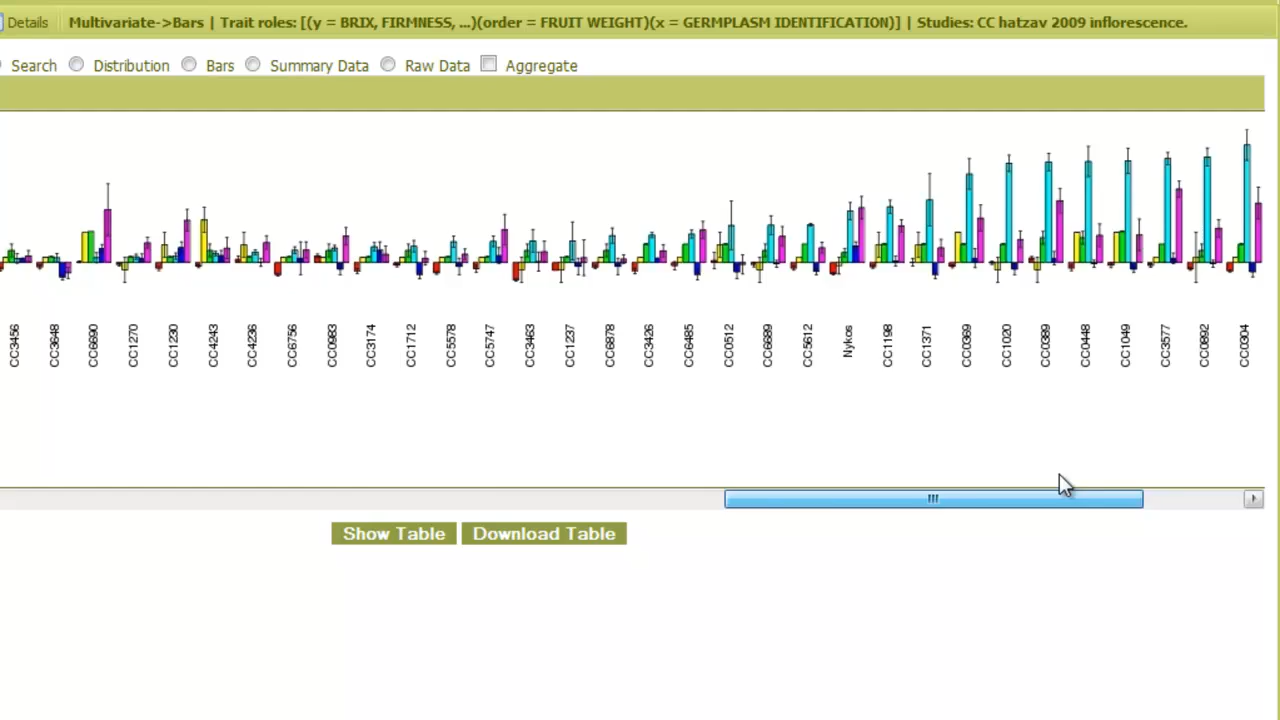 Details Multivariate->Bars | Trait roles: [(y = BRIX, FIRMNESS, ...)(order = FRUIT WEIGHT)(x = GERMPLASM IDENTIFICATION)] | Studies: CC hatzav 2009 inflorescence.
Search Distribution Bars Summary Data Raw Data Aggregate
CC3456 CC3648 CC6690 CC1270 CC1230 CC4243 CC4236 CC6756 CC0983 CC3174 CC1712 CC5578 CC5747 CC3463 CC1237 CC6878 CC3426 CC6485 CC0512 CC6689 CC5612 Nykos CC1198 CC1371 CC0369 CC1020 CC0389 CC0448 CC1049 CC3577 CC0892 CC0304
Show Table Download Table